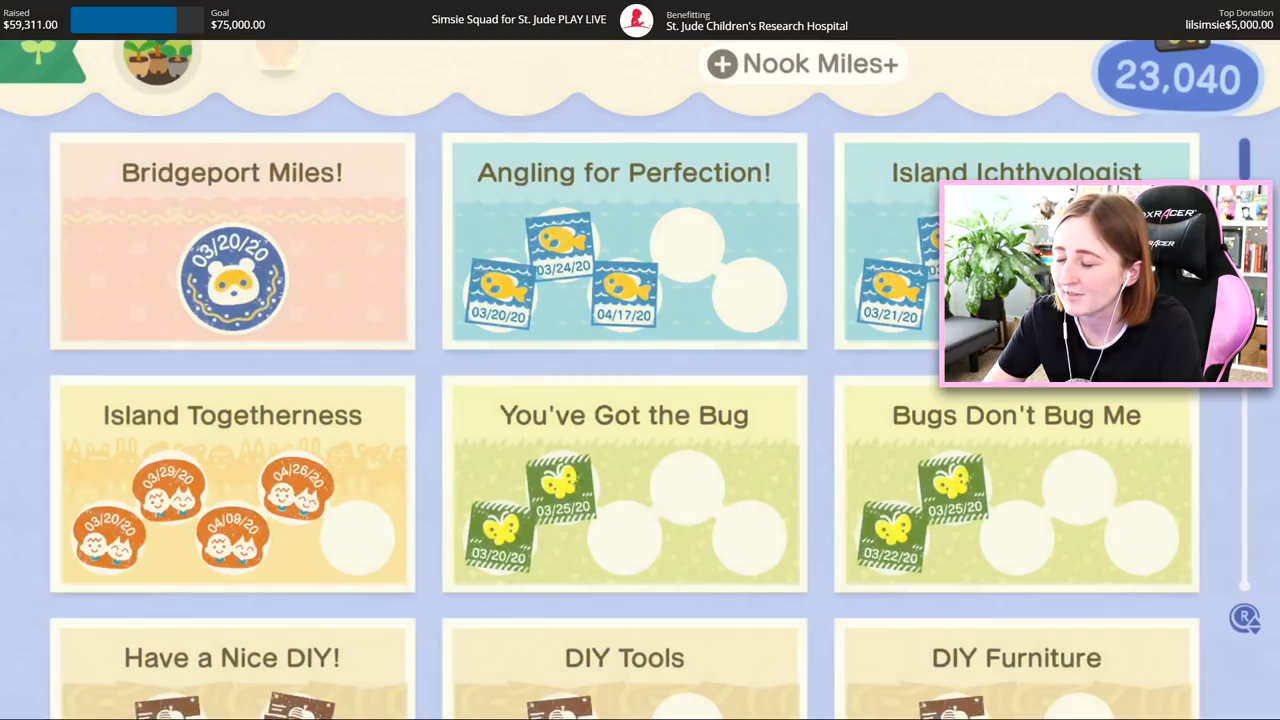 Raised
$59,311.00
Goal
$75,000.00
Simsie Squad for St. Jude PLAY LIVE
Benefitting
St. Jude Children's Research Hospital
Top Donation
lilsimsie$5,000.00
+ Nook Miles+
23,040
Bridgeport Miles!
03/20/20
Angling for Perfection!
03/20/20
03/24/20
04/17/20
Island Ichthyologist
03/21/20
DXRACER
RACER
Island Togetherness
03/20/20
03/29/20
04/09/20
04/26/20
You've Got the Bug
03/20/20
03/25/20
Bugs Don't Bug Me
03/22/20
03/25/20
R
Have a Nice DIY!
DIY Tools
DIY Furniture